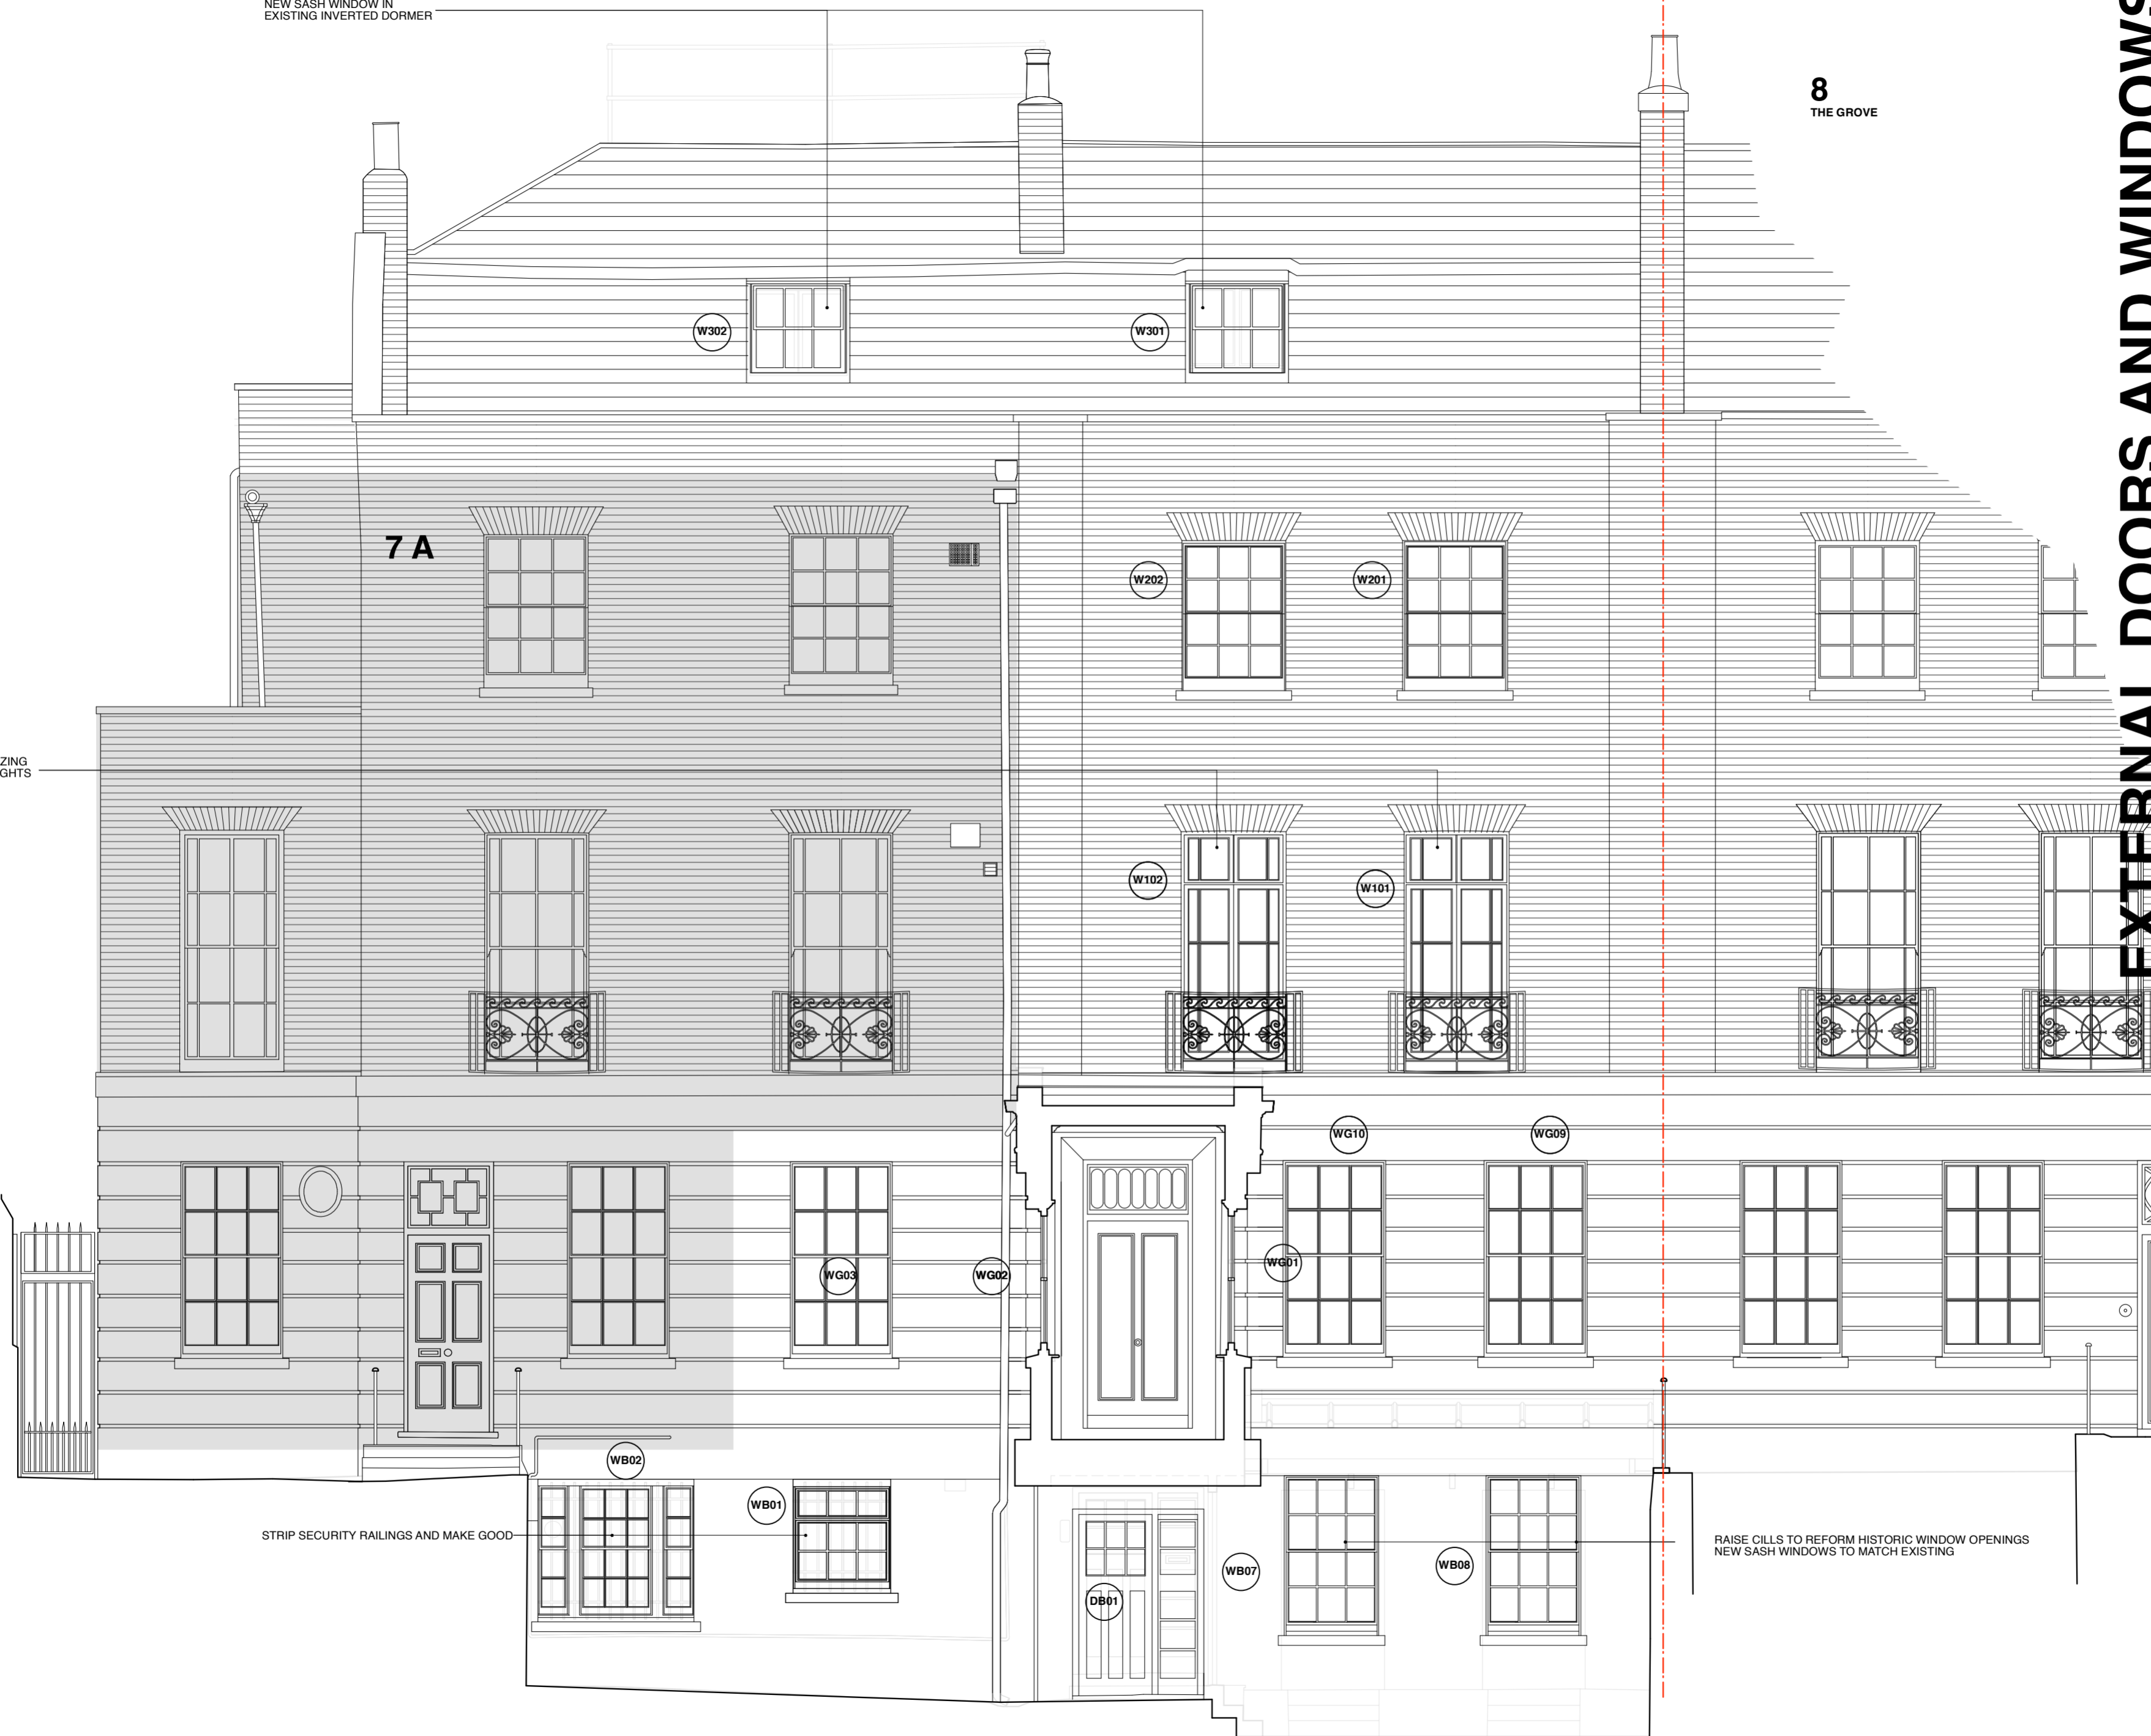 NEW SASH WINDOW IN
EXISTING INVERTED DORMER
8
THE GROVE
EXTERNAL DOORS AND WINDOWS
W302
W301
7 A
W202
W201
ZING
GHTS
W102
W101
WG10
WG09
WG03
WG02
WG01
WB02
WB01
STRIP SECURITY RAILINGS AND MAKE GOOD
RAISE CILLS TO REFORM HISTORIC WINDOW OPENINGS
NEW SASH WINDOWS TO MATCH EXISTING
WB07
WB08
DB01